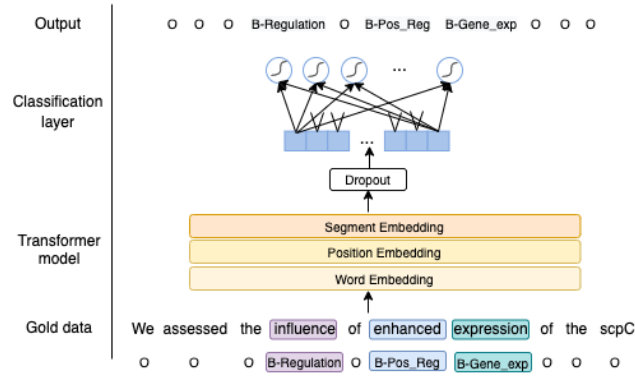 Output O O O B-Regulation O B-Pos_Reg B-Gene_exp O O O
Classification layer
...
...
Dropout
Transformer model
Segment Embedding
Position Embedding
Word Embedding
Gold data We assessed the influence of enhanced expression of the scpC
O O O B-Regulation O B-Pos_Reg B-Gene_exp O O O